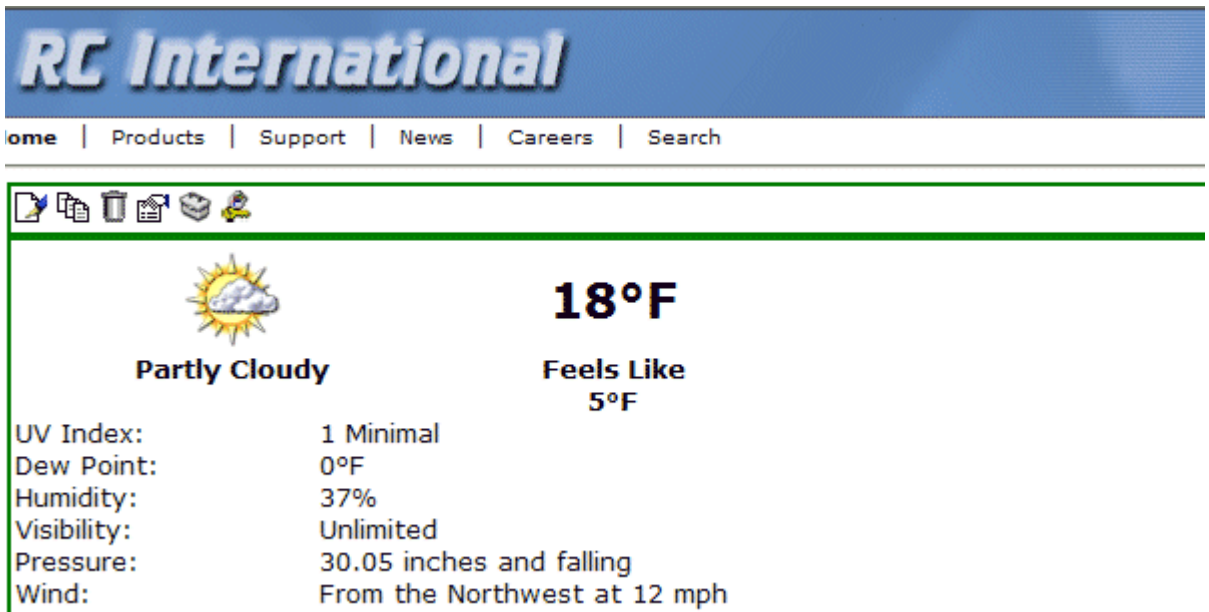 RC International
ome | Products | Support | News | Careers | Search
18°F
Partly Cloudy Feels Like
5°F
UV Index: 1 Minimal
Dew Point: 0°F
Humidity: 37%
Visibility: Unlimited
Pressure: 30.05 inches and falling
Wind: From the Northwest at 12 mph